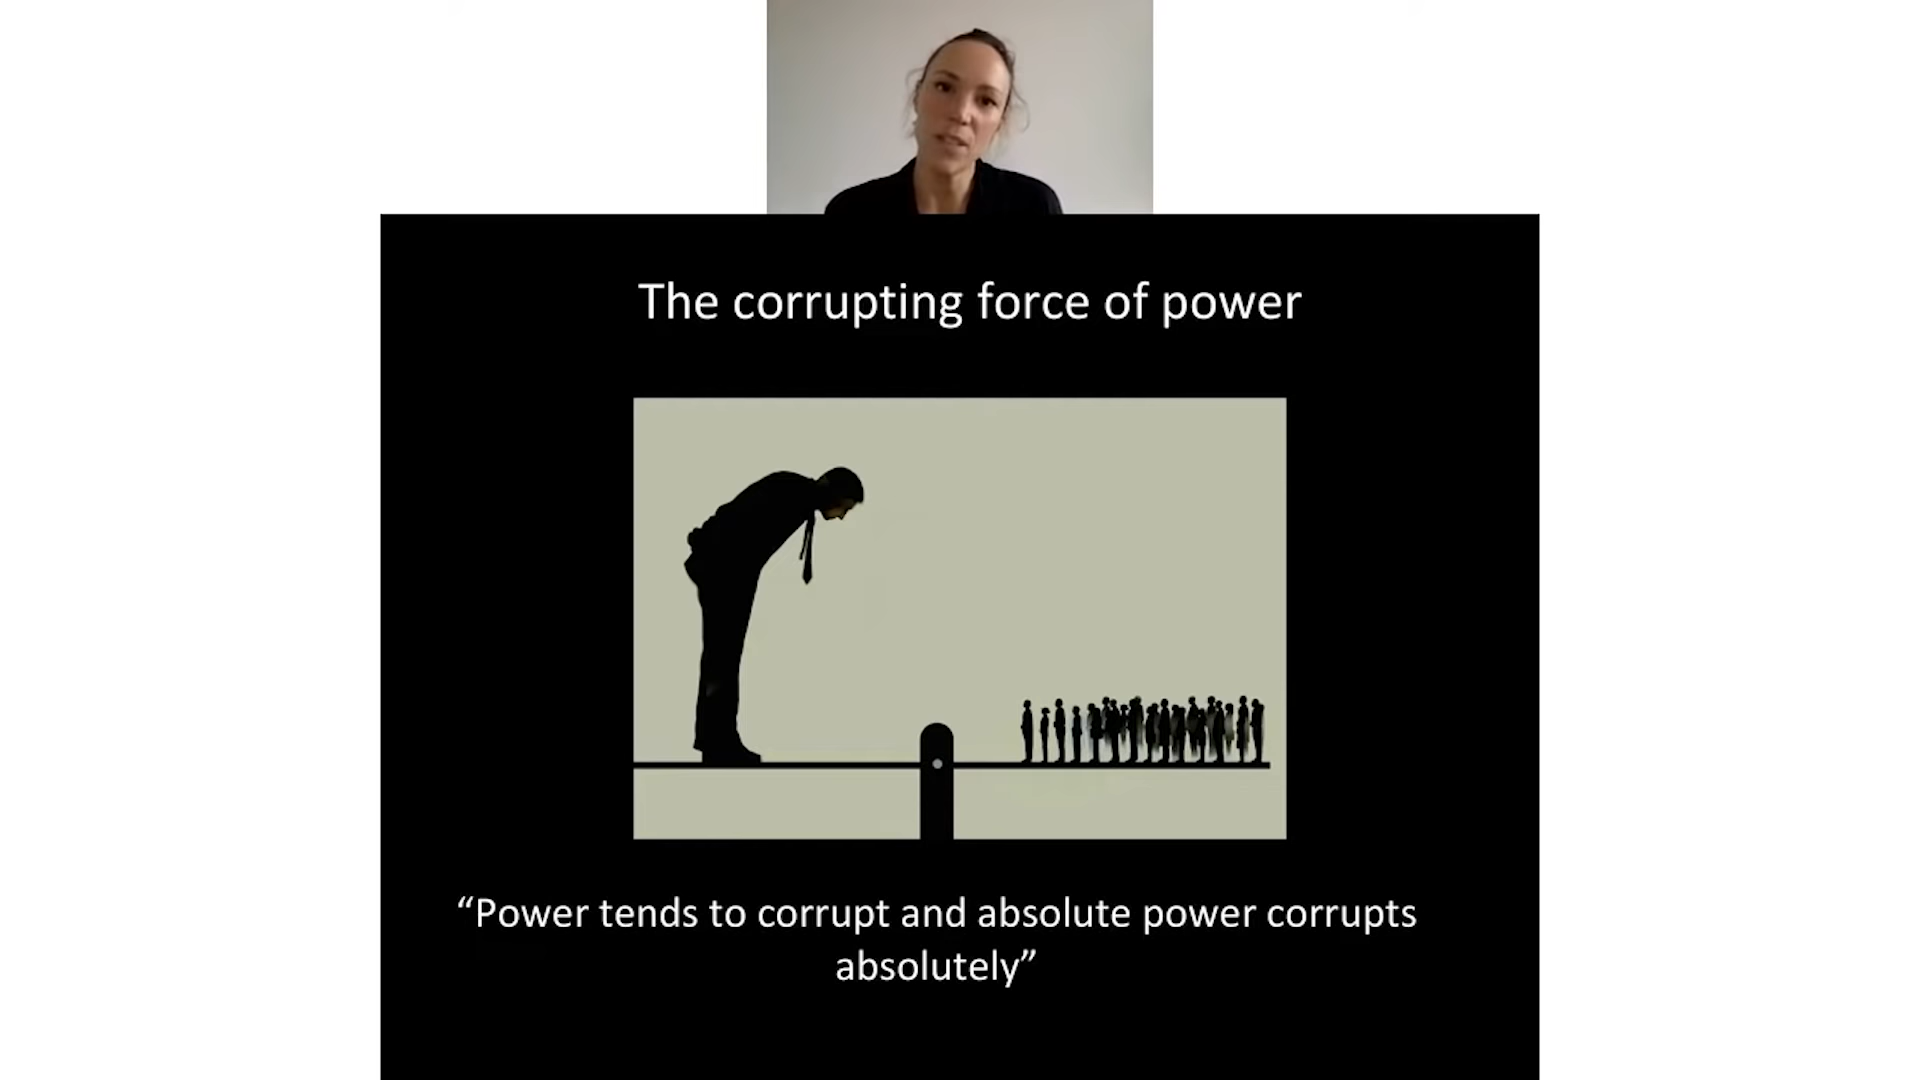 The corrupting force of power
“Power tends to corrupt and absolute power corrupts
absolutely”